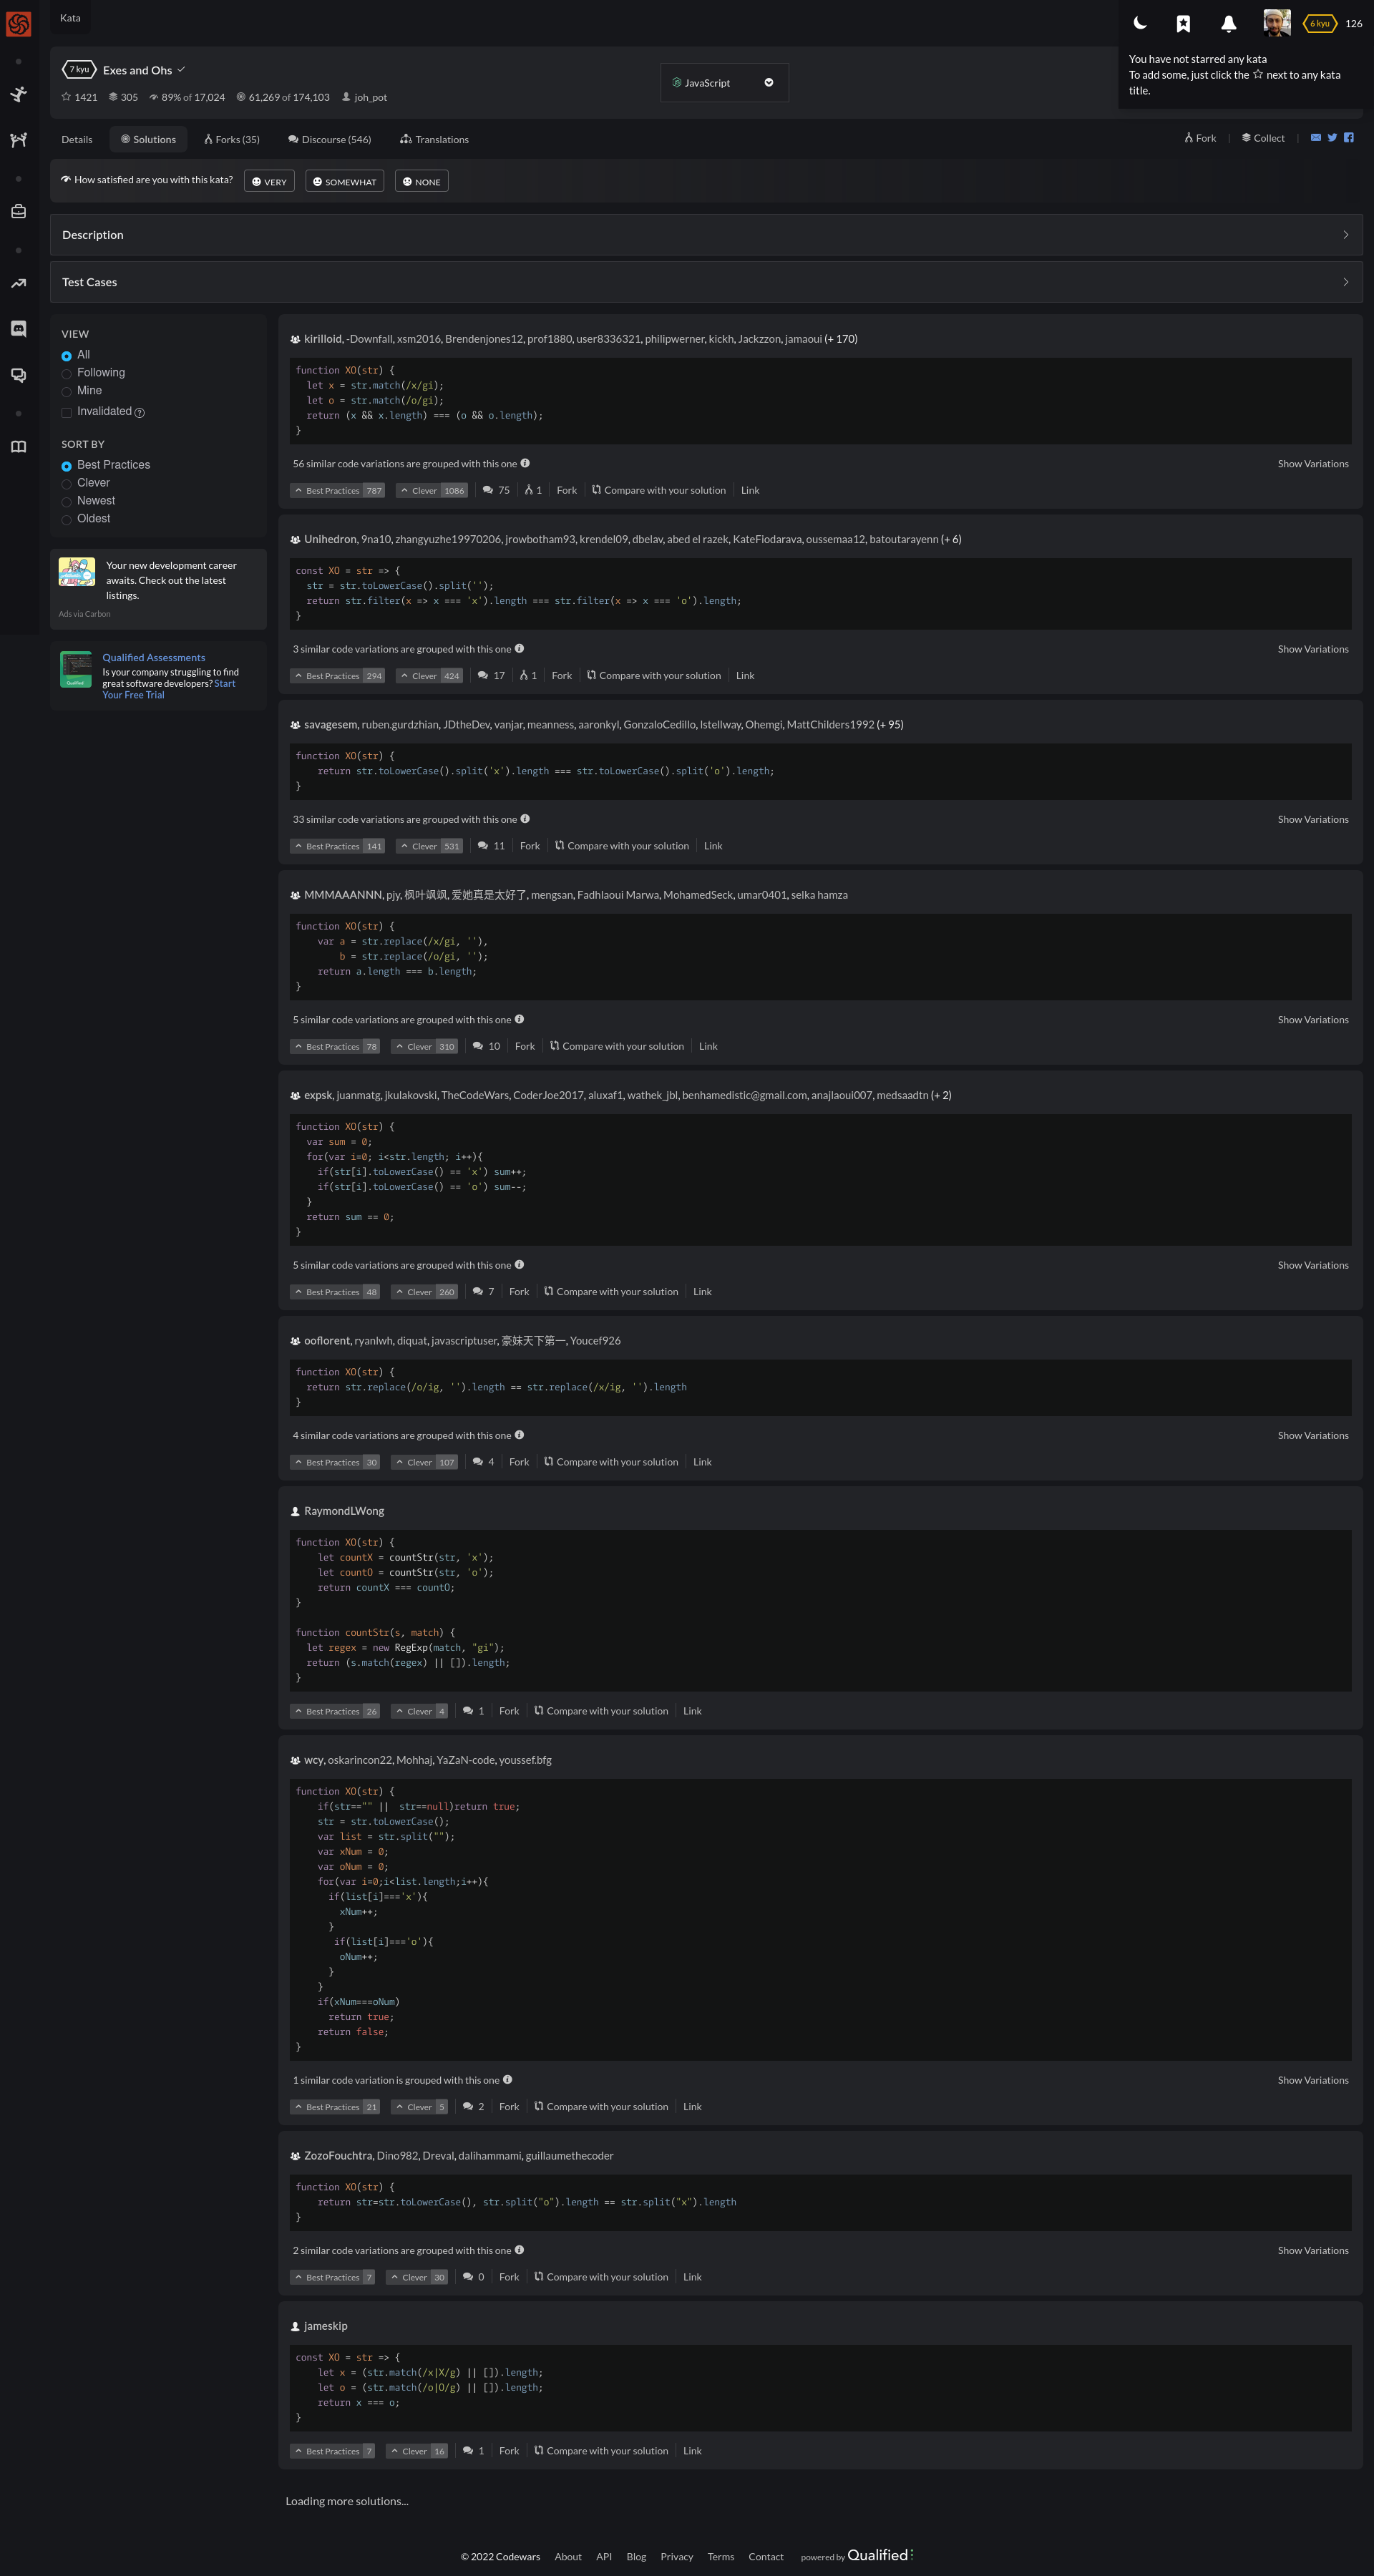 Kata
6 kyu 126
You have not starred any kata
To add some, just click the next to any kata
title.
7 kyu Exes and Ohs
1421 305 89% of 17,024 61,269 of 174,103 joh_pot
JavaScript
Details Solutions Forks (35) Discourse (546) Translations
Fork | Collect |
How satisfied are you with this kata? VERY SOMEWHAT NONE
Description
Test Cases
VIEW
All
Following
Mine
Invalidated ?
SORT BY
Best Practices
Clever
Newest
Oldest
Your new development career
awaits. Check out the latest
listings.
Ads via Carbon
Qualified
Qualified Assessments
Is your company struggling to find
great software developers? Start
Your Free Trial
kirilloid, -Downfall, xsm2016, Brendenjones12, prof1880, user8336321, philipwerner, kickh, Jackzzon, jamaoui (+ 170)
function XO(str) {
  let x = str.match(/x/gi);
  let o = str.match(/o/gi);
  return (x && x.length) === (o && o.length);
}
56 similar code variations are grouped with this one Show Variations
Best Practices 787 Clever 1086 75 1 Fork Compare with your solution Link
Unihedron, 9na10, zhangyuzhe19970206, jrowbotham93, krendel09, dbelav, abed el razek, KateFiodarava, oussemaa12, batoutarayenn (+ 6)
const XO = str => {
  str = str.toLowerCase().split('');
  return str.filter(x => x === 'x').length === str.filter(x => x === 'o').length;
}
3 similar code variations are grouped with this one Show Variations
Best Practices 294 Clever 424 17 1 Fork Compare with your solution Link
savagesem, ruben.gurdzhian, JDtheDev, vanjar, meanness, aaronkyl, GonzaloCedillo, lstellway, Ohemgi, MattChilders1992 (+ 95)
function XO(str) {
    return str.toLowerCase().split('x').length === str.toLowerCase().split('o').length;
}
33 similar code variations are grouped with this one Show Variations
Best Practices 141 Clever 531 11 Fork Compare with your solution Link
MMMAAANNN, pjy, 枫叶飒飒, 爱她真是太好了, mengsan, Fadhlaoui Marwa, MohamedSeck, umar0401, selka hamza
function XO(str) {
    var a = str.replace(/x/gi, ''),
        b = str.replace(/o/gi, '');
    return a.length === b.length;
}
5 similar code variations are grouped with this one Show Variations
Best Practices 78 Clever 310 10 Fork Compare with your solution Link
expsk, juanmatg, jkulakovski, TheCodeWars, CoderJoe2017, aluxaf1, wathek_jbl, benhamedistic@gmail.com, anajlaoui007, medsaadtn (+ 2)
function XO(str) {
  var sum = 0;
  for(var i=0; i<str.length; i++){
    if(str[i].toLowerCase() == 'x') sum++;
    if(str[i].toLowerCase() == 'o') sum--;
  }
  return sum == 0;
}
5 similar code variations are grouped with this one Show Variations
Best Practices 48 Clever 260 7 Fork Compare with your solution Link
ooflorent, ryanlwh, diquat, javascriptuser, 豪妹天下第一, Youcef926
function XO(str) {
  return str.replace(/o/ig, '').length == str.replace(/x/ig, '').length
}
4 similar code variations are grouped with this one Show Variations
Best Practices 30 Clever 107 4 Fork Compare with your solution Link
RaymondLWong
function XO(str) {
    let countX = countStr(str, 'x');
    let countO = countStr(str, 'o');
    return countX === countO;
}
function countStr(s, match) {
  let regex = new RegExp(match, "gi");
  return (s.match(regex) || []).length;
}
Best Practices 26 Clever 4 1 Fork Compare with your solution Link
wcy, oskarincon22, Mohhaj, YaZaN-code, youssef.bfg
function XO(str) {
    if(str=="" ||  str==null)return true;
    str = str.toLowerCase();
    var list = str.split("");
    var xNum = 0;
    var oNum = 0;
    for(var i=0;i<list.length;i++){
      if(list[i]==='x'){
        xNum++;
      }
       if(list[i]==='o'){
        oNum++;
      }
    }
    if(xNum===oNum)
      return true;
    return false;
}
1 similar code variation is grouped with this one Show Variations
Best Practices 21 Clever 5 2 Fork Compare with your solution Link
ZozoFouchtra, Dino982, Dreval, dalihammami, guillaumethecoder
function XO(str) {
    return str=str.toLowerCase(), str.split("o").length == str.split("x").length
}
2 similar code variations are grouped with this one Show Variations
Best Practices 7 Clever 30 0 Fork Compare with your solution Link
jameskip
const XO = str => {
    let x = (str.match(/x|X/g) || []).length;
    let o = (str.match(/o|O/g) || []).length;
    return x === o;
}
Best Practices 7 Clever 16 1 Fork Compare with your solution Link
Loading more solutions...
© 2022 Codewars About API Blog Privacy Terms Contact powered by Qualified